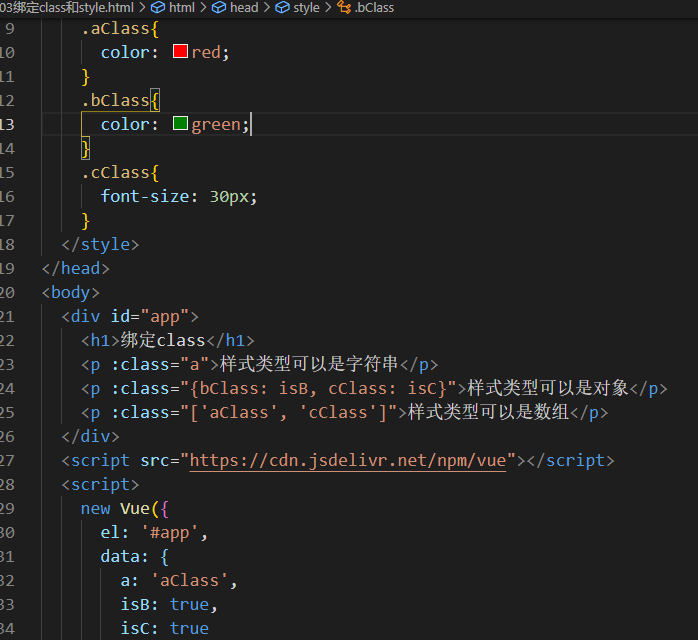 03绑定class和style.html > html > head > style > .bClass
9 .aClass{
10 color: red;
11 }
12 .bClass{
13 color: green;
14 }
15 .cClass{
16 font-size: 30px;
17 }
18 </style>
19 </head>
20 <body>
21 <div id="app">
22 <h1>绑定class</h1>
23 <p :class="a">样式类型可以是字符串</p>
24 <p :class="{bClass: isB, cClass: isC}">样式类型可以是对象</p>
25 <p :class="['aClass', 'cClass']">样式类型可以是数组</p>
26 </div>
27 <script src="https://cdn.jsdelivr.net/npm/vue"></script>
28 <script>
29 new Vue({
30 el: '#app',
31 data: {
32 a: 'aClass',
33 isB: true,
34 isC: true